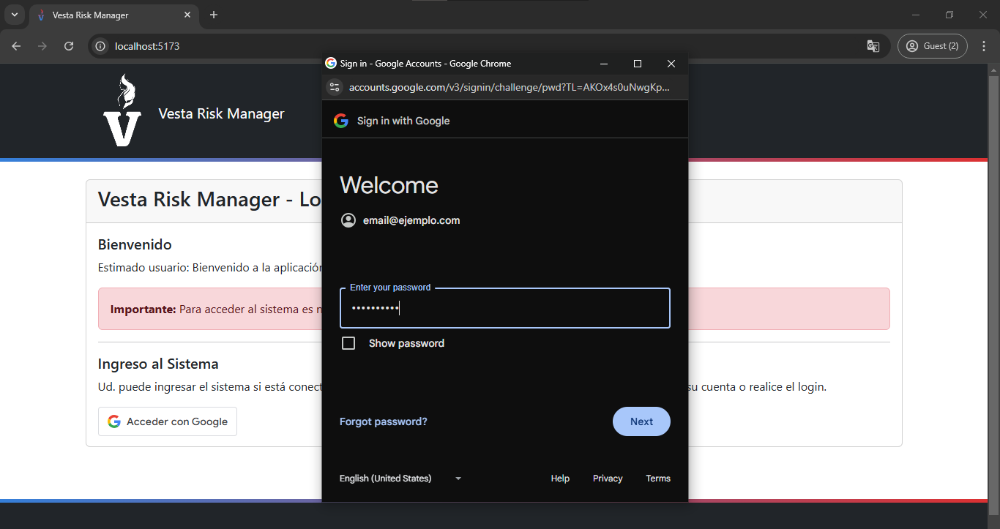 Vesta Risk Manager
localhost:5173
Guest (2)
Sign in - Google Accounts - Google Chrome
accounts.google.com/v3/signin/challenge/pwd?TL=AKOx4s0uNwgKp...
V
Vesta Risk Manager
Sign in with Google
Welcome
email@ejemplo.com
Enter your password
••••••••••
Show password
Forgot password?
Next
English (United States)
Help
Privacy
Terms
Vesta Risk Manager - Lo
Bienvenido
Estimado usuario: Bienvenido a la aplicación
Importante: Para acceder al sistema es n
Ingreso al Sistema
Ud. puede ingresar el sistema si está conect su cuenta o realice el login.
Acceder con Google